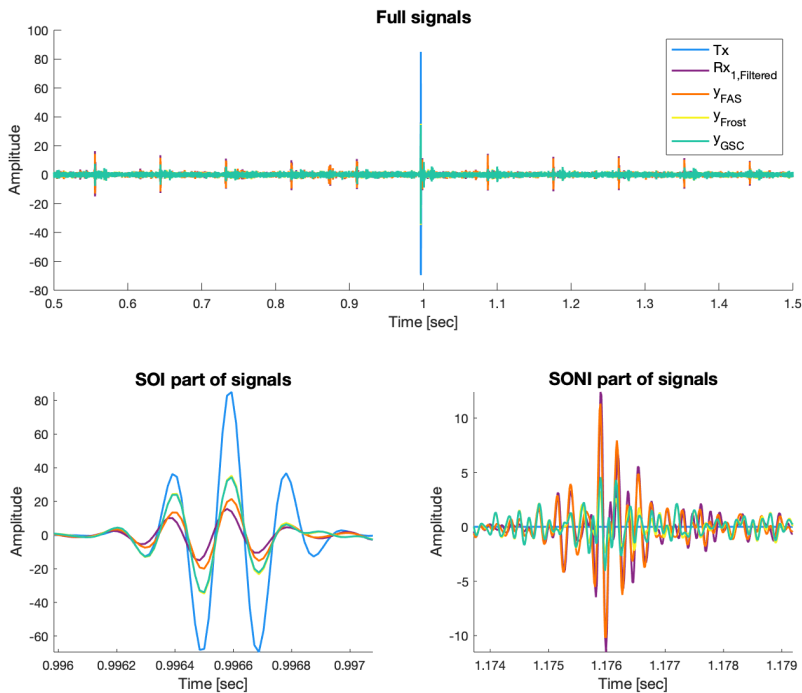 Full signals
100
80
60
40
20
0
-20
-40
-60
-80
Amplitude
0.5 0.6 0.7 0.8 0.9 1 1.1 1.2 1.3 1.4 1.5
Time [sec]
Tx
Rx1,Filtered
yFAS
yFrost
yGSC
SOI part of signals
80
60
40
20
0
-20
-40
-60
Amplitude
0.996 0.9962 0.9964 0.9966 0.9968 0.997
Time [sec]
SONI part of signals
10
5
0
-5
-10
Amplitude
1.174 1.175 1.176 1.177 1.178 1.179
Time [sec]